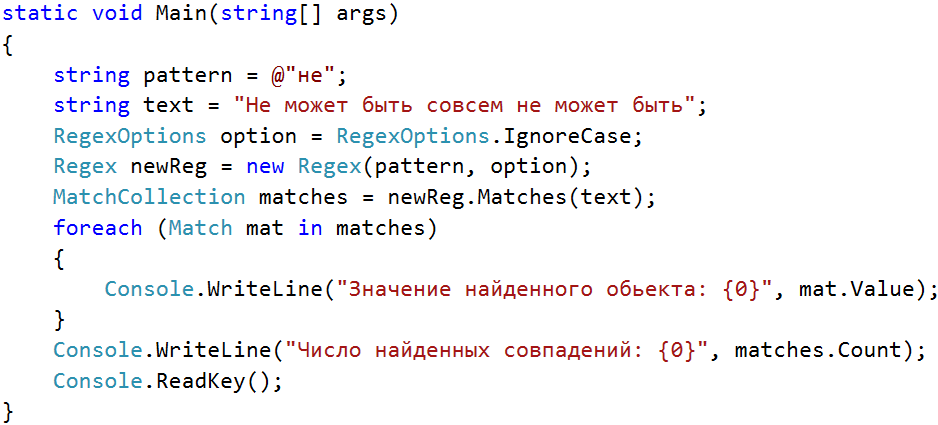 static void Main(string[] args)
{
    string pattern = @"не";
    string text = "Не может быть совсем не может быть";
    RegexOptions option = RegexOptions.IgnoreCase;
    Regex newReg = new Regex(pattern, option);
    MatchCollection matches = newReg.Matches(text);
    foreach (Match mat in matches)
    {
        Console.WriteLine("Значение найденного обьекта: {0}", mat.Value);
    }
    Console.WriteLine("Число найденных совпадений: {0}", matches.Count);
    Console.ReadKey();
}